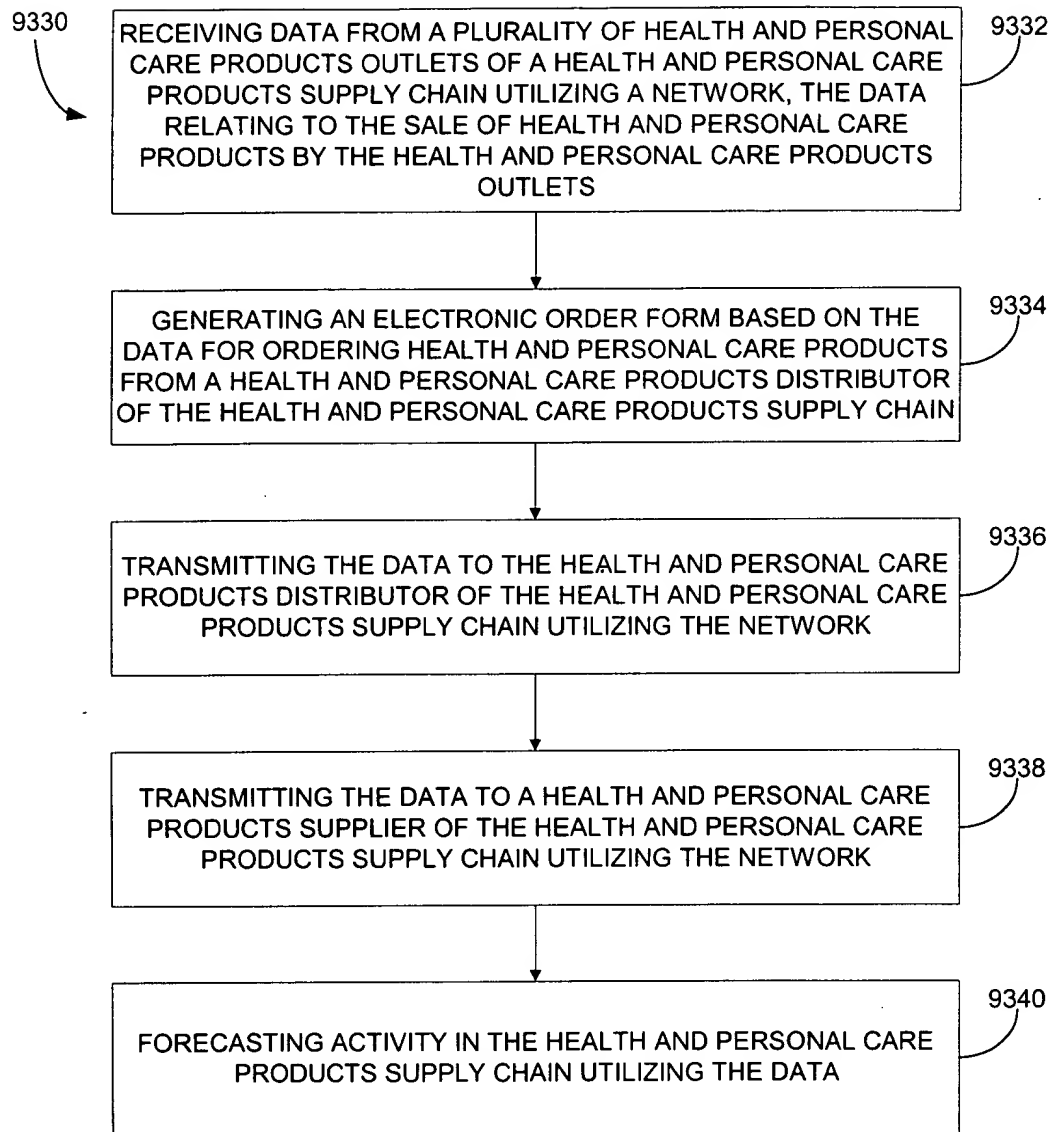 9330
RECEIVING DATA FROM A PLURALITY OF HEALTH AND PERSONAL
CARE PRODUCTS OUTLETS OF A HEALTH AND PERSONAL CARE
PRODUCTS SUPPLY CHAIN UTILIZING A NETWORK, THE DATA
RELATING TO THE SALE OF HEALTH AND PERSONAL CARE
PRODUCTS BY THE HEALTH AND PERSONAL CARE PRODUCTS
OUTLETS
9332
GENERATING AN ELECTRONIC ORDER FORM BASED ON THE
DATA FOR ORDERING HEALTH AND PERSONAL CARE PRODUCTS
FROM A HEALTH AND PERSONAL CARE PRODUCTS DISTRIBUTOR
OF THE HEALTH AND PERSONAL CARE PRODUCTS SUPPLY CHAIN
9334
TRANSMITTING THE DATA TO THE HEALTH AND PERSONAL CARE
PRODUCTS DISTRIBUTOR OF THE HEALTH AND PERSONAL CARE
PRODUCTS SUPPLY CHAIN UTILIZING THE NETWORK
9336
TRANSMITTING THE DATA TO A HEALTH AND PERSONAL CARE
PRODUCTS SUPPLIER OF THE HEALTH AND PERSONAL CARE
PRODUCTS SUPPLY CHAIN UTILIZING THE NETWORK
9338
FORECASTING ACTIVITY IN THE HEALTH AND PERSONAL CARE
PRODUCTS SUPPLY CHAIN UTILIZING THE DATA
9340